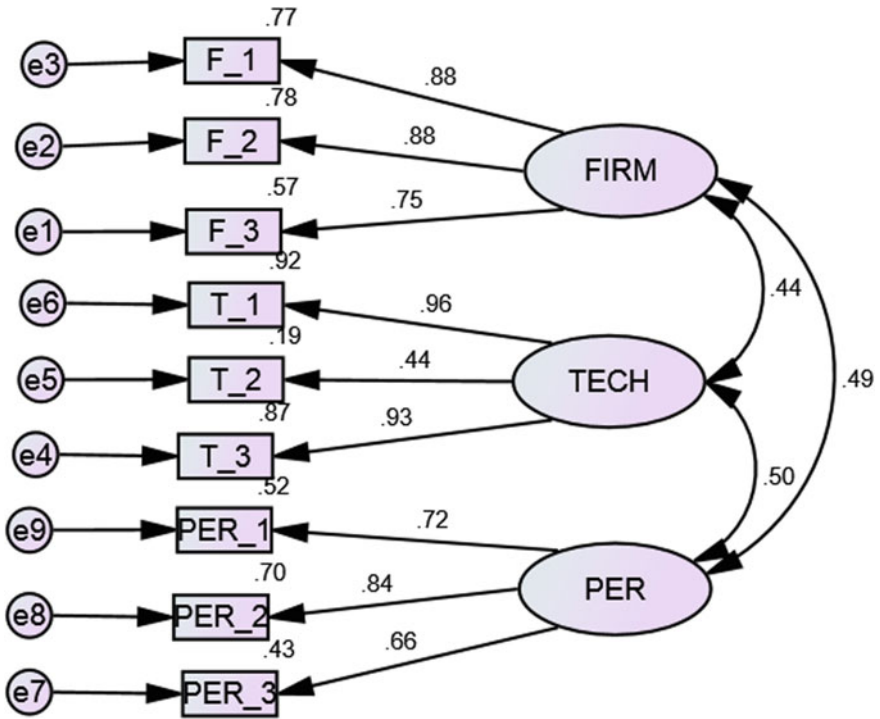 .77
e3
F_1
.88
.78
e2
F_2
.88
FIRM
.57
e1
F_3
.75
.92
e6
T_1
.96
.44
.19
e5
T_2
.44
TECH
.49
.87
e4
T_3
.93
.50
.52
e9
PER_1
.72
.70
e8
PER_2
.84
PER
.43
e7
PER_3
.66